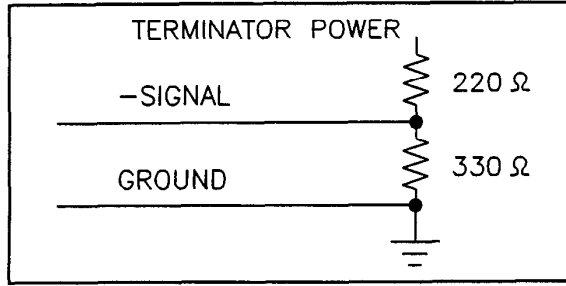 TERMINATOR POWER
220 Ω
-SIGNAL
330 Ω
GROUND